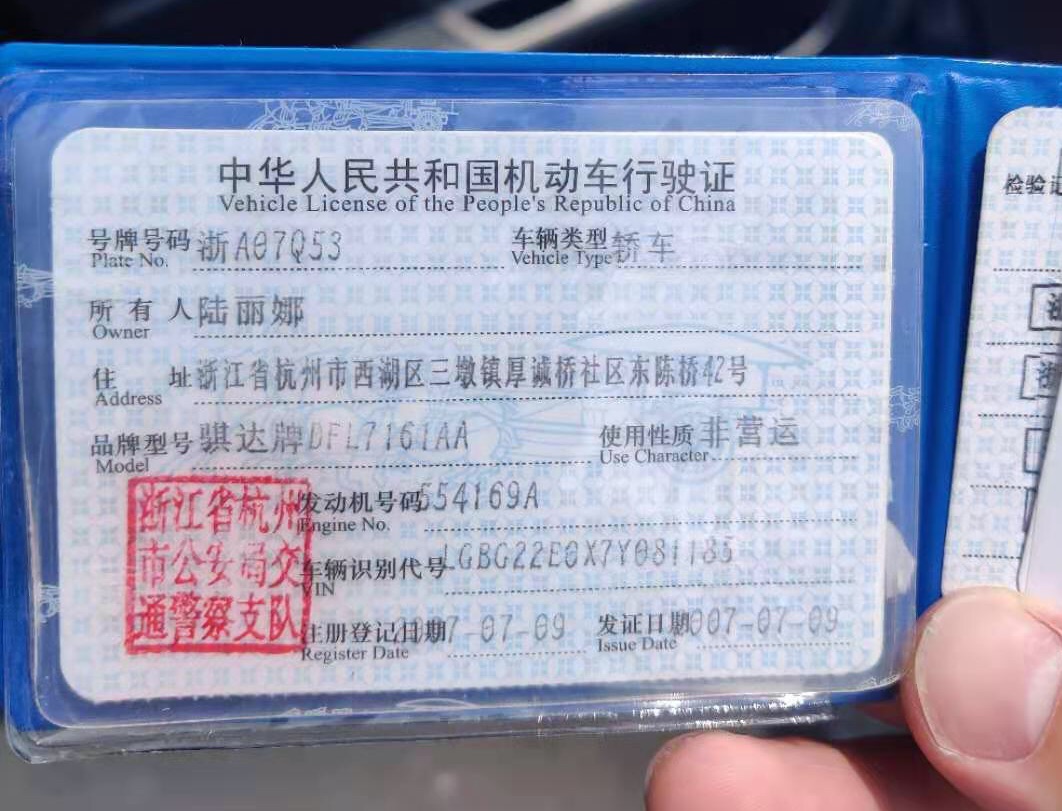 中华人民共和国机动车行驶证
Vehicle License of the People's Republic of China
号牌号码 浙A07Q53 车辆类型 轿车
Plate No. Vehicle Type
所有人 陆丽娜
Owner
住址 浙江省杭州市西湖区三墩镇厚诚桥社区东陈桥42号
Address
品牌型号 骐达牌DFL7161AA 使用性质 非营运
Model Use Character
发动机号码 554169A
Engine No.
车辆识别代号 LGBG22E0X7Y081185
VIN
注册登记日期 2007-07-09 发证日期 2007-07-09
Register Date Issue Date
浙江省杭州
市公安局交
通警察支队
检验